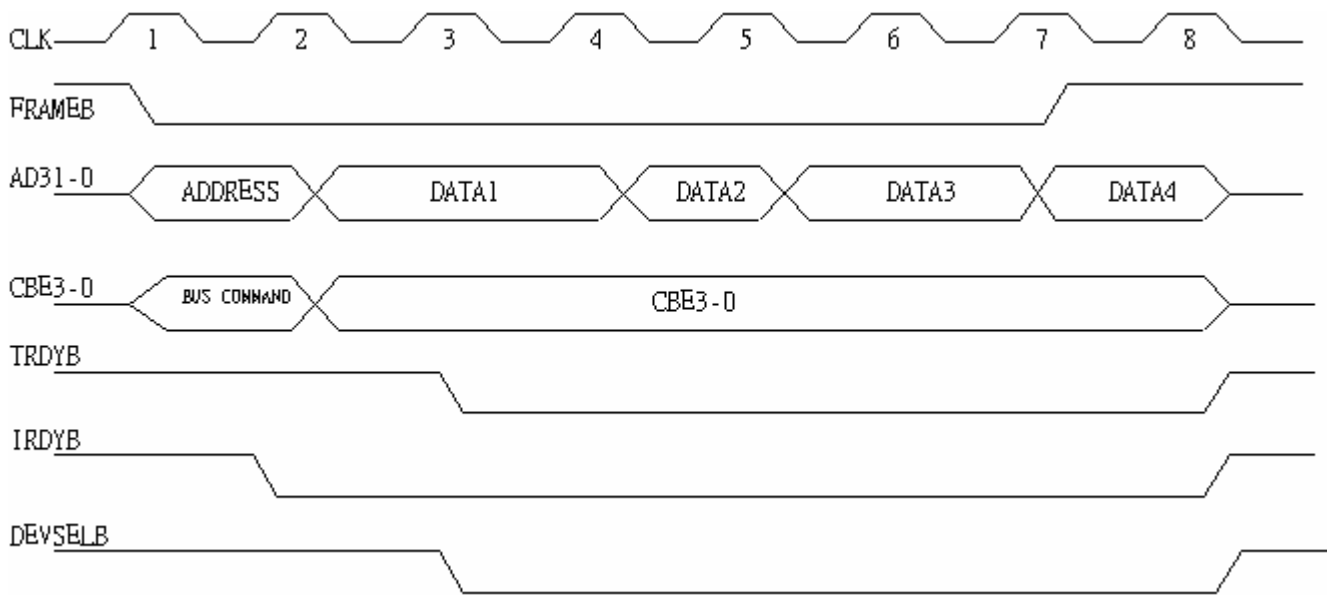 CLK 1 2 3 4 5 6 7 8
FRAMEB
AD31-0 ADDRESS DATA1 DATA2 DATA3 DATA4
CBE3-0 BUS COMMAND CBE3-0
TRDYB
IRDYB
DEVSELB